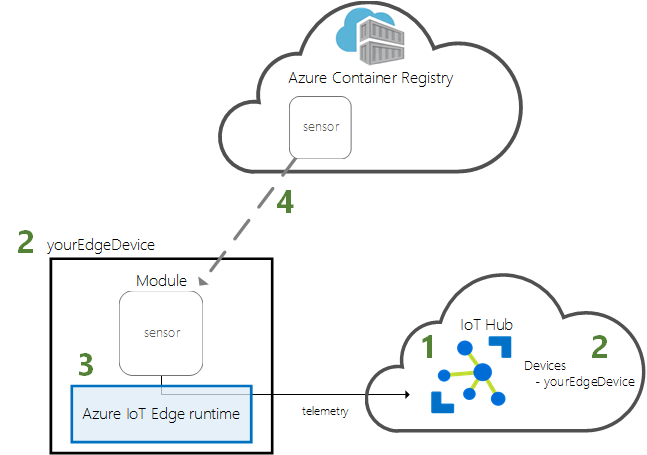 Azure Container Registry
sensor
4
2 yourEdgeDevice
Module
sensor
3
Azure IoT Edge runtime
telemetry
IoT Hub
1
2
Devices
- yourEdgeDevice